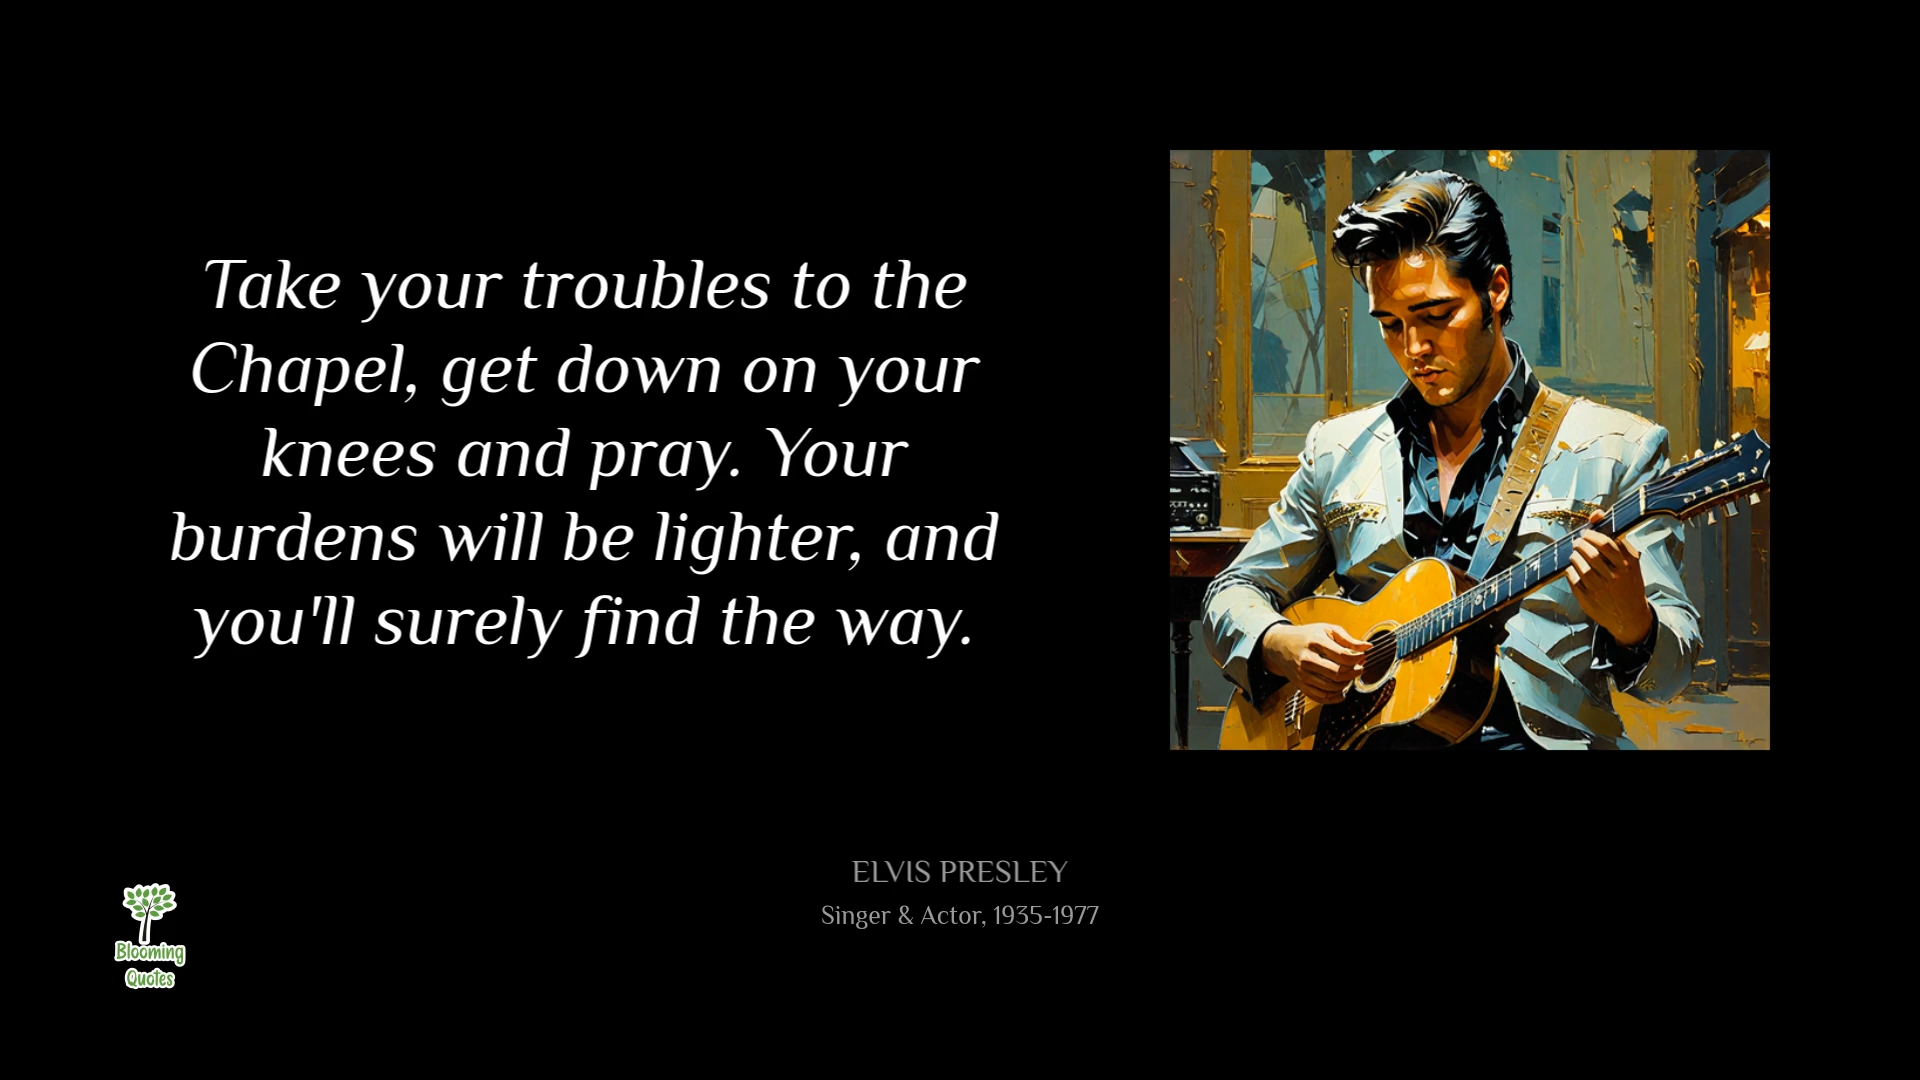 Take your troubles to the
Chapel, get down on your
knees and pray. Your
burdens will be lighter, and
you'll surely find the way.
ELVIS PRESLEY
Singer & Actor, 1935-1977
Blooming
Quotes